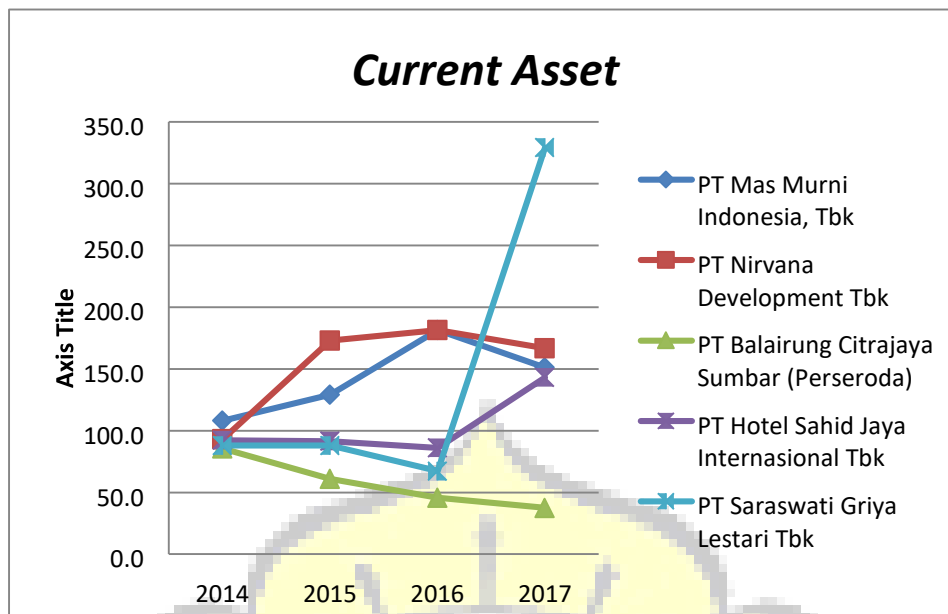 Current Asset
350.0
300.0
250.0
200.0
150.0
100.0
50.0
0.0
Axis Title
2014 2015 2016 2017
PT Mas Murni
Indonesia, Tbk
PT Nirvana
Development Tbk
PT Balairung Citrajaya
Sumbar (Perseroda)
PT Hotel Sahid Jaya
Internasional Tbk
PT Saraswati Griya
Lestari Tbk